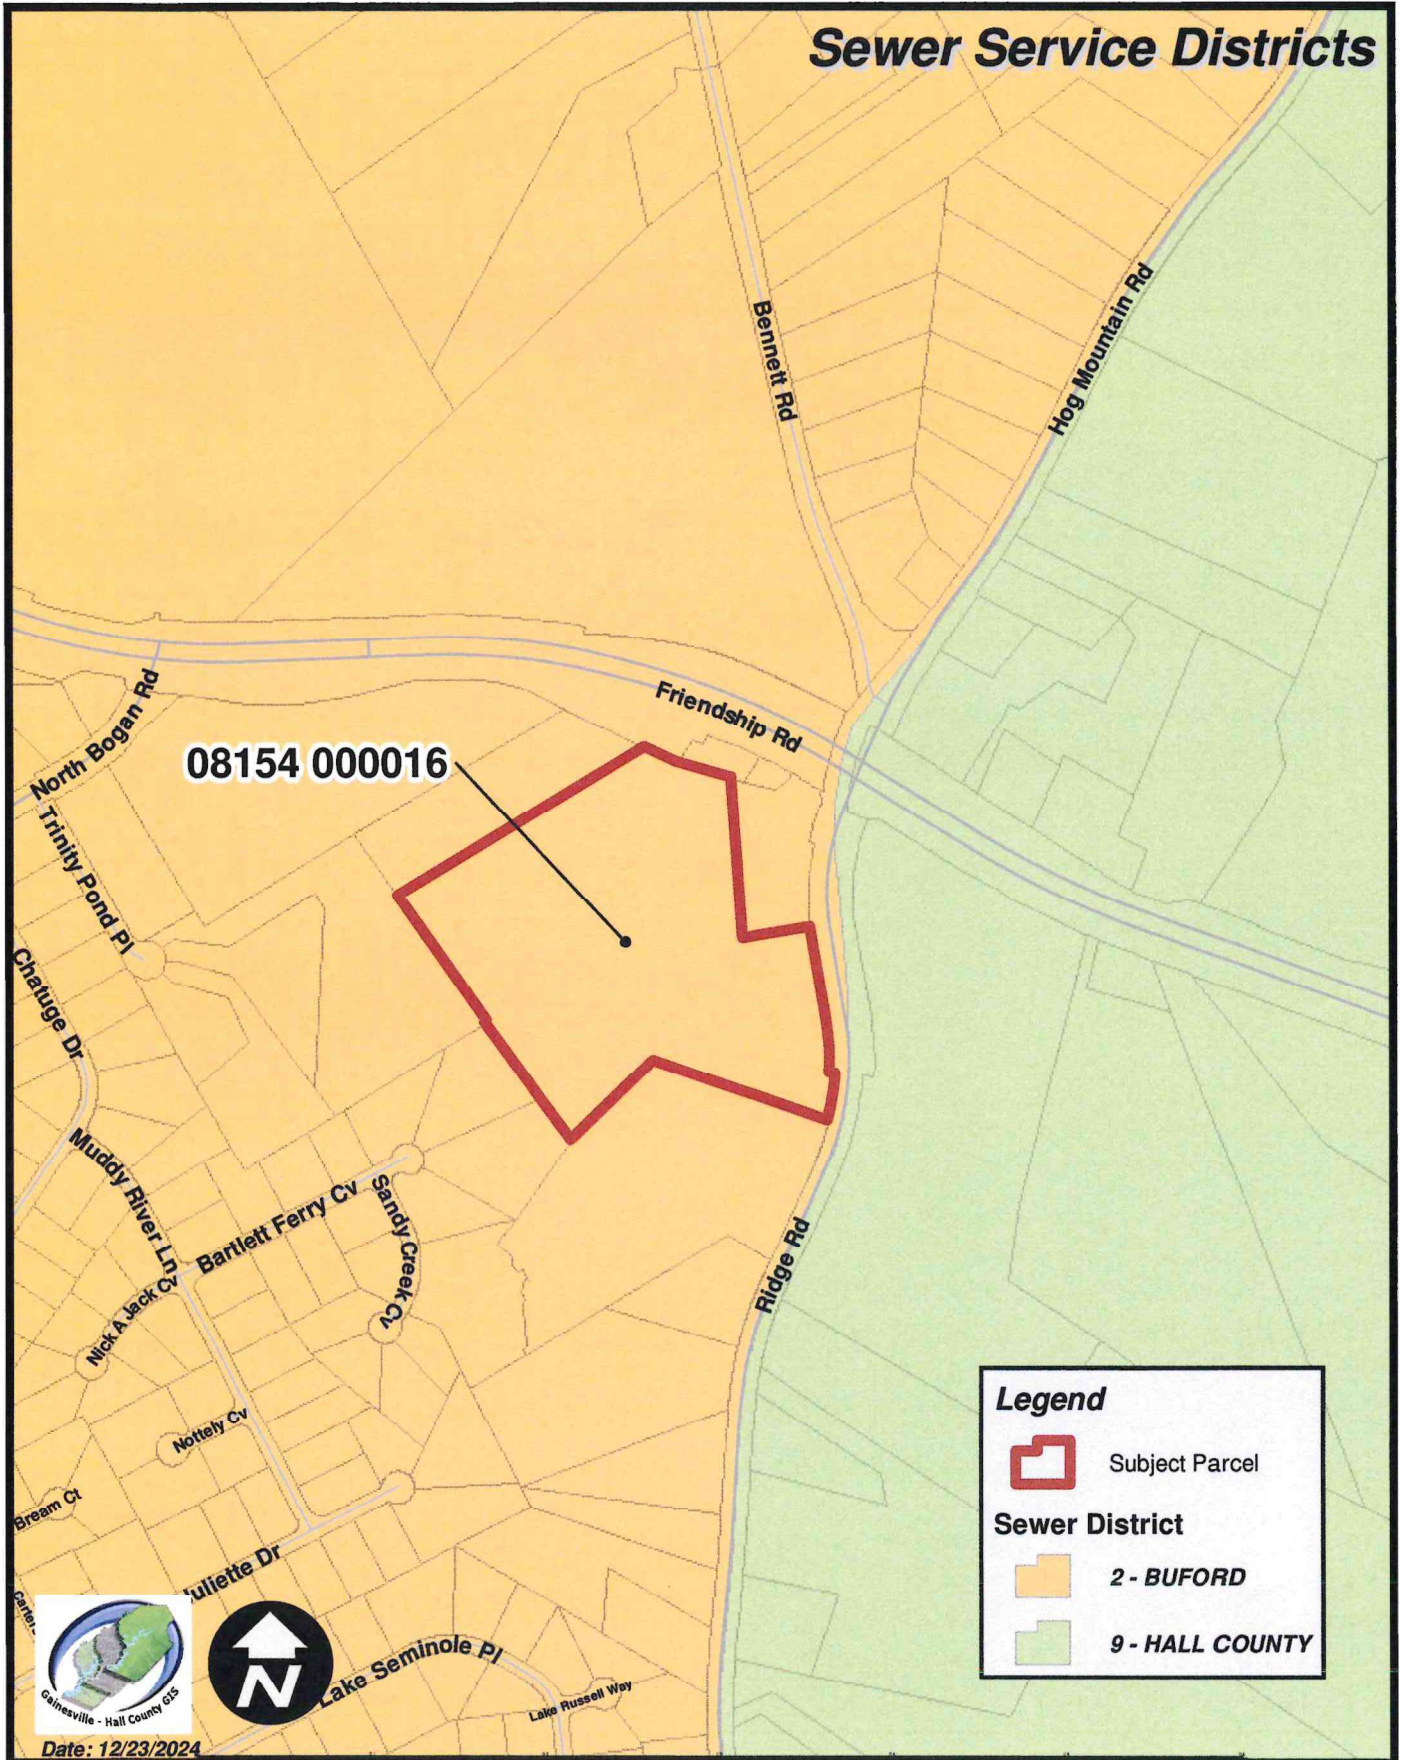 Sewer Service Districts
Bennett Rd
Hog Mountain Rd
North Bogan Rd
Friendship Rd
08154 000016
Trinity Pond Pl
Chatuge Dr
Muddy River Ln
Bartlett Ferry Cv
Sandy Creek Cv
Nick A Jack Cv
Ridge Rd
Nottely Cv
Bream Ct
Juliette Dr
Lake Seminole Pl
Lake Russell Way
Legend
Subject Parcel
Sewer District
2 - BUFORD
9 - HALL COUNTY
N
Gainesville - Hall County GIS
Date: 12/23/2024